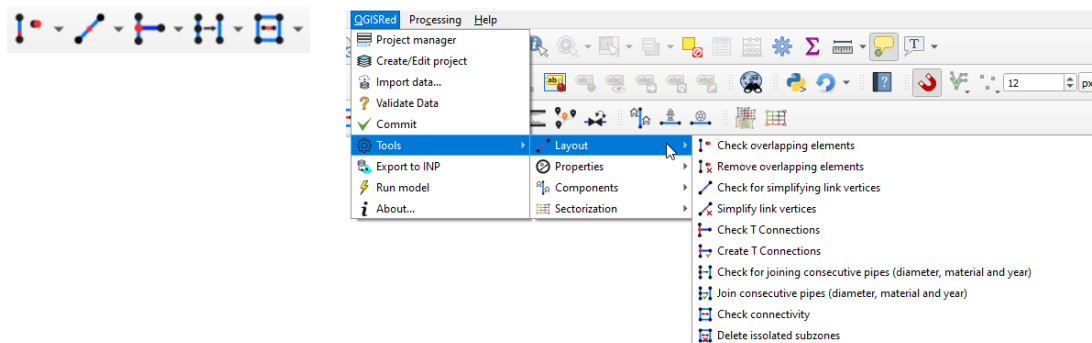 QGISRed Processing Help
Project manager
Create/Edit project
Import data...
Validate Data
Commit
Tools
Export to INP
Run model
About...
12
px
Layout
Properties
Components
Sectorization
Check overlapping elements
Remove overlapping elements
Check for simplifying link vertices
Simplify link vertices
Check T Connections
Create T Connections
Check for joining consecutive pipes (diameter, material and year)
Join consecutive pipes (diameter, material and year)
Check connectivity
Delete issolated subzones